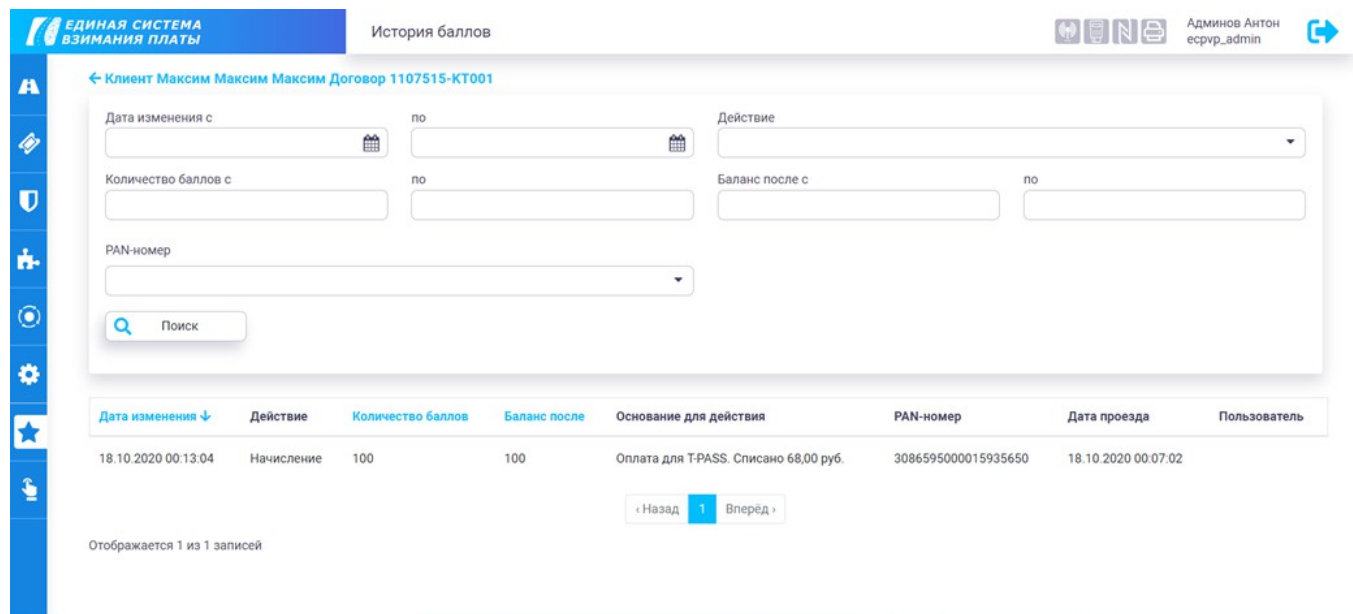 ЕДИНАЯ СИСТЕМА
ВЗИМАНИЯ ПЛАТЫ
История баллов
Админов Антон
ecpvp_admin
Клиент Максим Максим Максим Договор 1107515-КТ001
Дата изменения с по Действие
Количество баллов с по Баланс после с по
PAN-номер
Поиск
Дата изменения Действие Количество баллов Баланс после Основание для действия PAN-номер Дата проезда Пользователь
18.10.2020 00:13:04 Начисление 100 100 Оплата для T-PASS. Списано 68,00 руб. 3086595000015935650 18.10.2020 00:07:02
‹ Назад 1 Вперёд ›
Отображается 1 из 1 записей